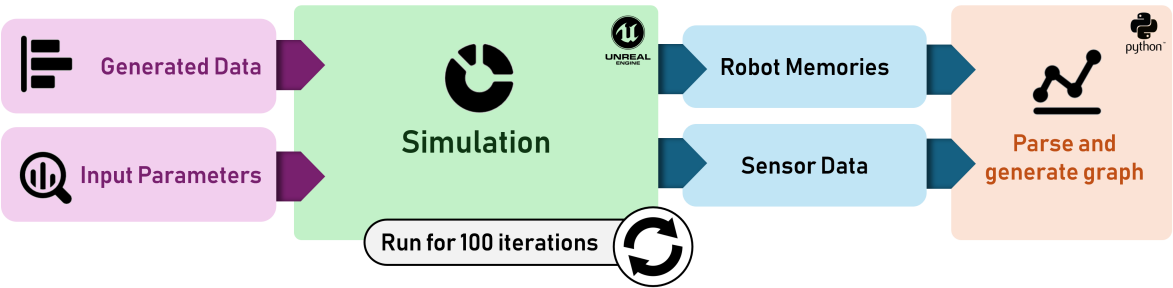 Generated Data
Input Parameters
UNREAL
ENGINE
Simulation
Run for 100 iterations
Robot Memories
Sensor Data
python™
Parse and
generate graph